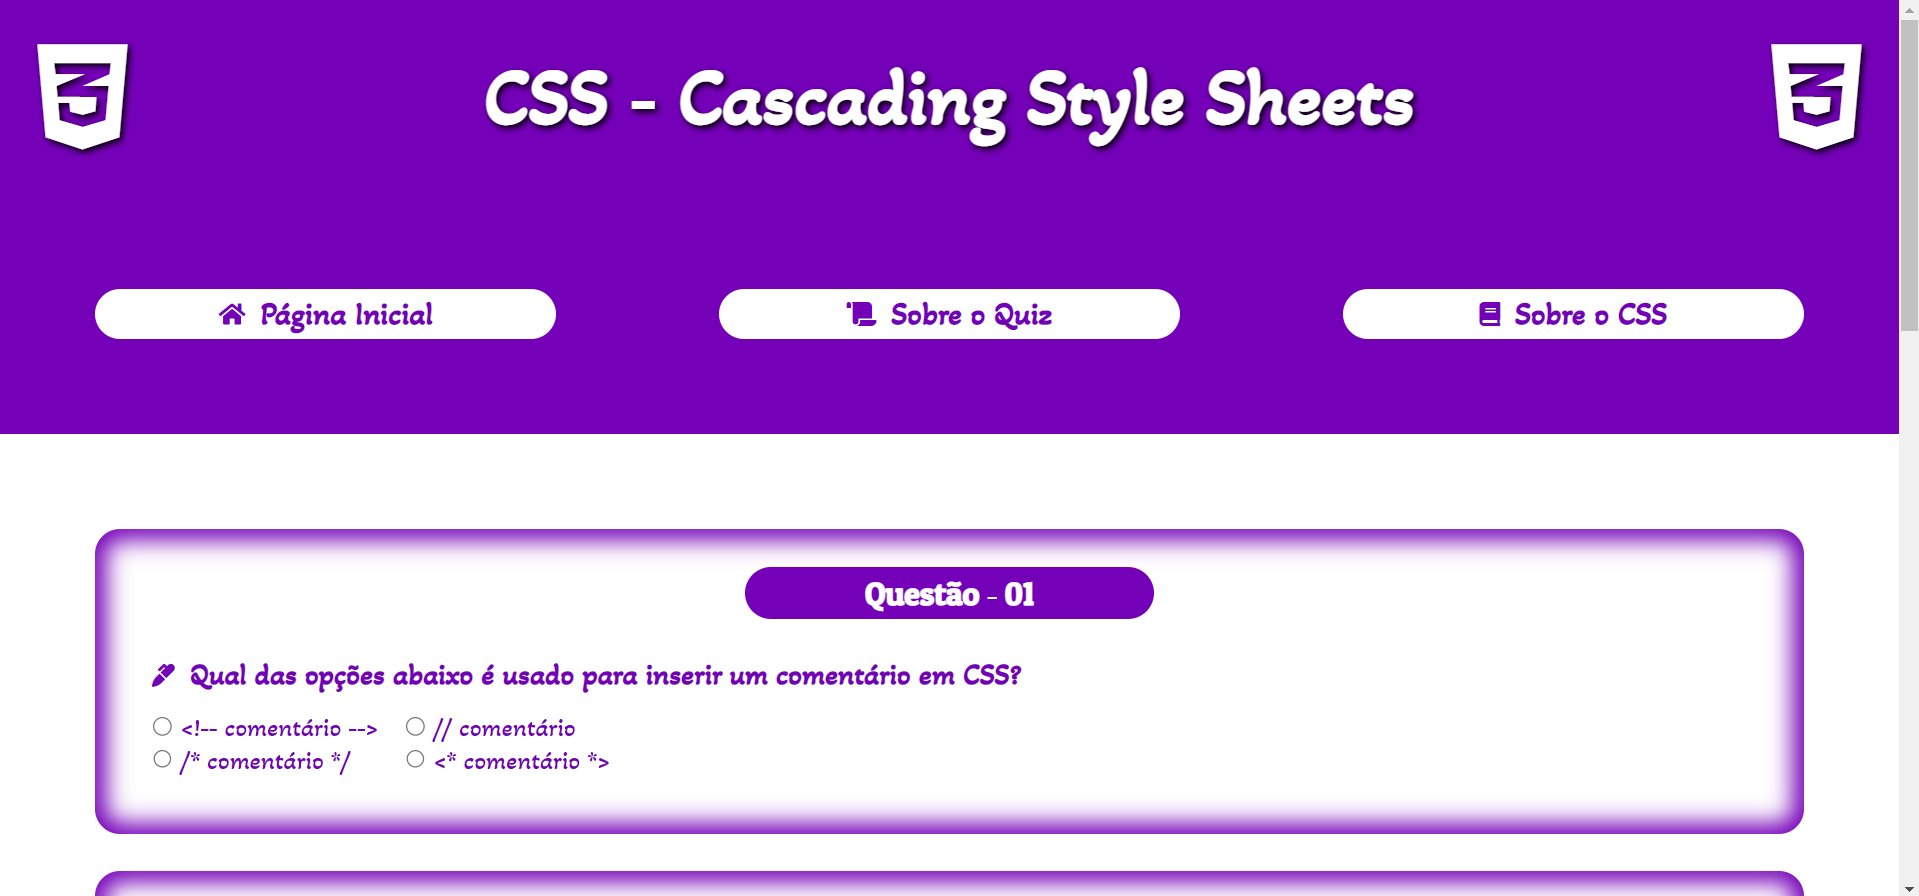 CSS - Cascading Style Sheets
Página Inicial
Sobre o Quiz
Sobre o CSS
Questão - 01
Qual das opções abaixo é usado para inserir um comentário em CSS?
<!-- comentário --> // comentário
/* comentário */ <* comentário *>